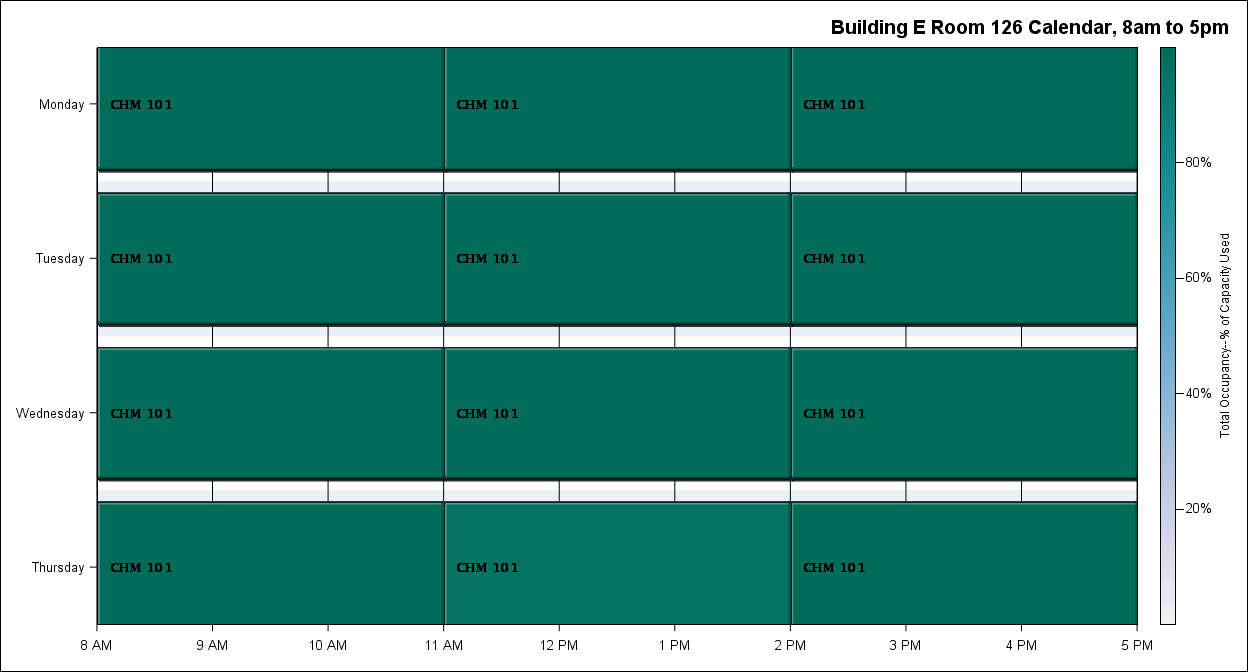 Building E Room 126 Calendar, 8am to 5pm
Monday
CHM 101
CHM 101
CHM 101
Tuesday
CHM 101
CHM 101
CHM 101
Wednesday
CHM 101
CHM 101
CHM 101
Thursday
CHM 101
CHM 101
CHM 101
8 AM
9 AM
10 AM
11 AM
12 PM
1 PM
2 PM
3 PM
4 PM
5 PM
80%
60%
40%
20%
Total Occupancy--% of Capacity Used